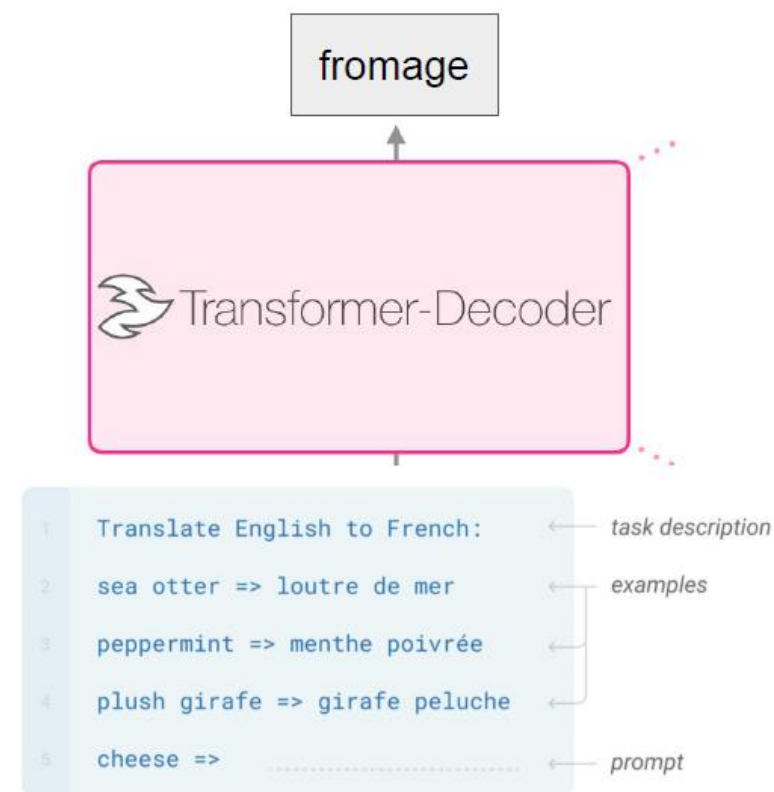 fromage
Transformer-Decoder
1 Translate English to French: task description
2 sea otter => loutre de mer examples
3 peppermint => menthe poivrée
4 plush girafe => girafe peluche
5 cheese => prompt